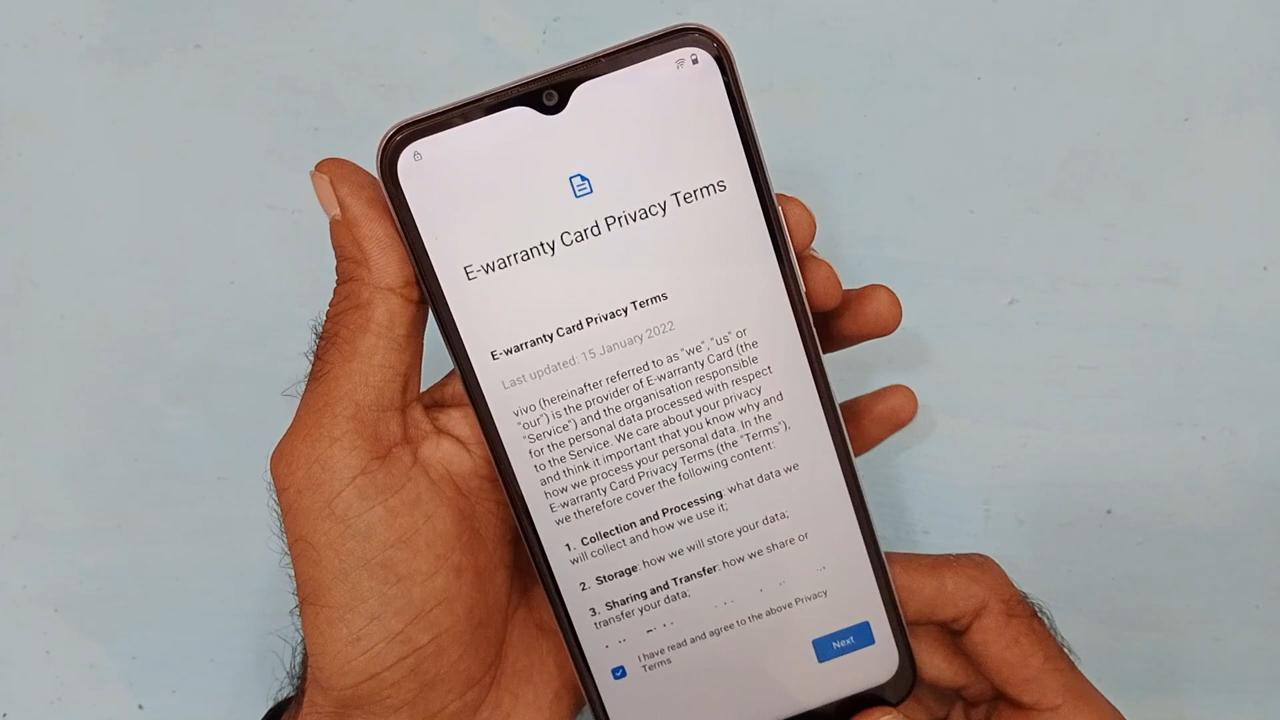 E-warranty Card Privacy Terms
E-warranty Card Privacy Terms
Last updated: 15 January 2022
vivo (hereinafter referred to as "we", "us" or
"our") is the provider of E-warranty Card (the
"Service") and the organisation responsible
for the personal data processed with respect
to the Service. We care about your privacy
and think it important that you know why and
how we process your personal data. In the
E-warranty Card Privacy Terms (the "Terms"),
we therefore cover the following content:
1. Collection and Processing: what data we
will collect and how we use it;
2. Storage: how we will store your data;
3. Sharing and Transfer: how we share or
transfer your data;
I have read and agree to the above Privacy
Terms
Next